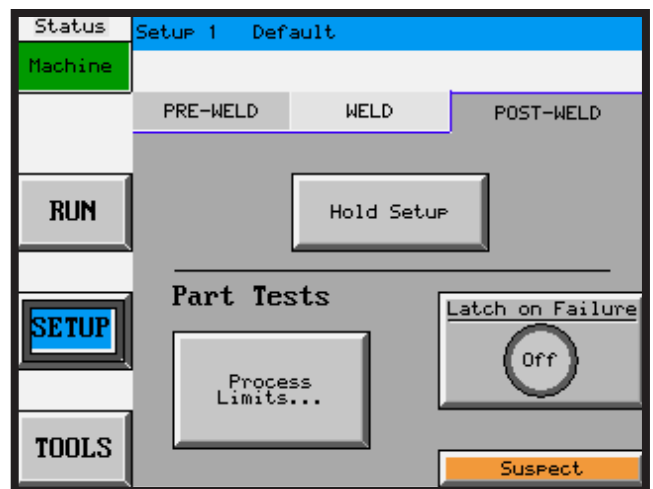 Status
Setup 1 Default
Machine
PRE-WELD WELD POST-WELD
RUN
Hold Setup
Part Tests
SETUP
Latch on Failure
Off
Process
Limits...
TOOLS
Suspect